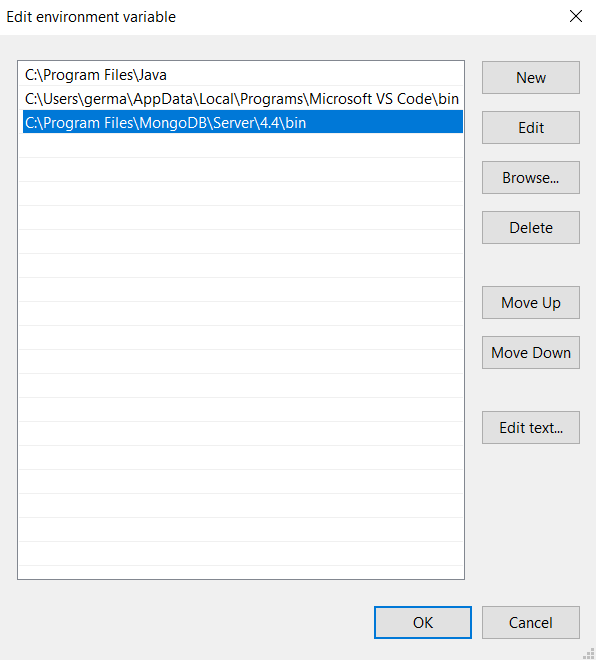 Edit environment variable
C:\Program Files\Java
C:\Users\germa\AppData\Local\Programs\Microsoft VS Code\bin
C:\Program Files\MongoDB\Server\4.4\bin
New
Edit
Browse...
Delete
Move Up
Move Down
Edit text...
OK
Cancel